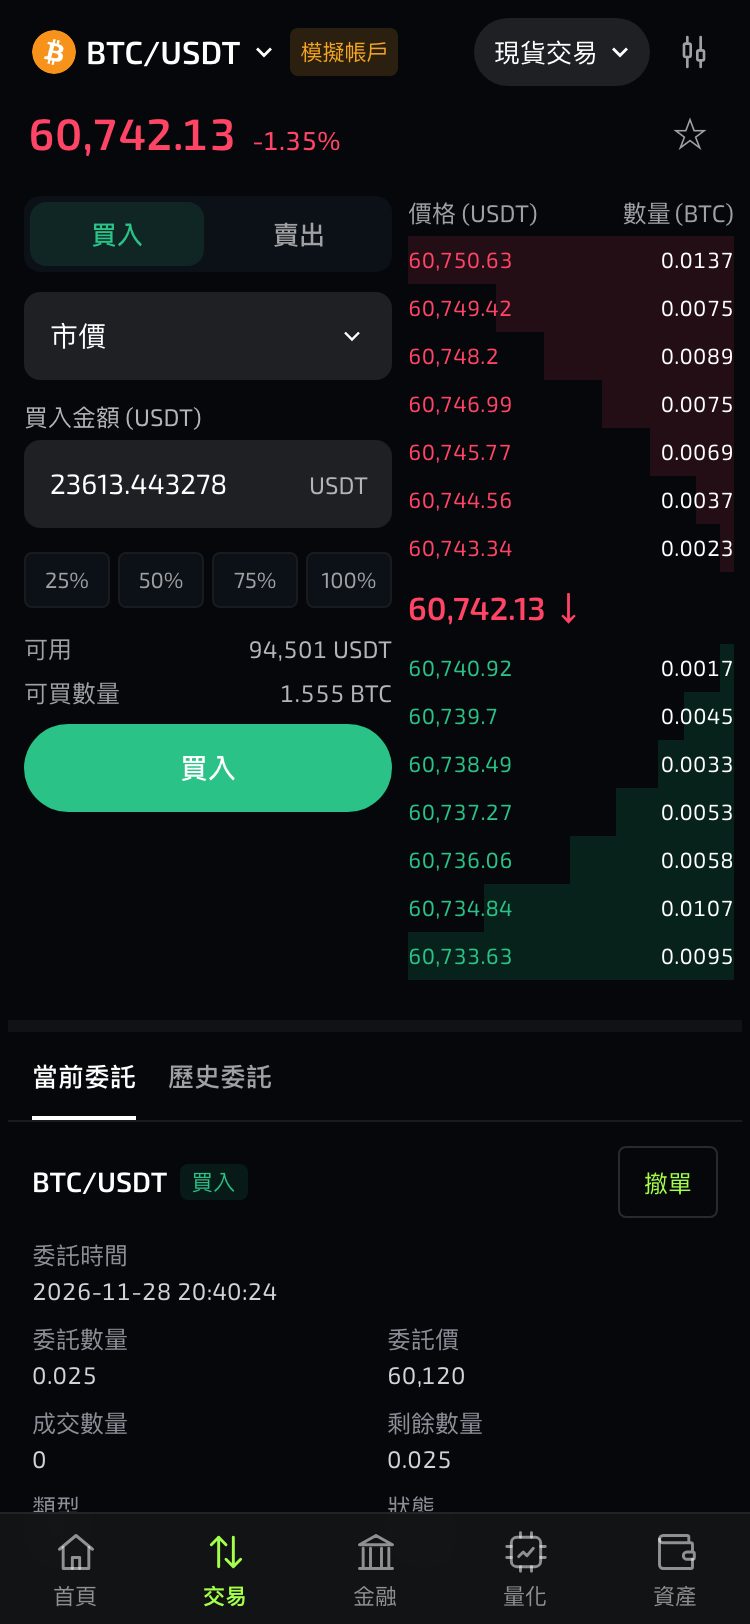 BTC/USDT 模擬帳戶 現貨交易
60,742.13 -1.35%
買入 賣出
市價
買入金額 (USDT)
23613.443278 USDT
25% 50% 75% 100%
可用 94,501 USDT
可買數量 1.555 BTC
買入
價格 (USDT) 數量 (BTC)
60,750.63 0.0137
60,749.42 0.0075
60,748.2 0.0089
60,746.99 0.0075
60,745.77 0.0069
60,744.56 0.0037
60,743.34 0.0023
60,742.13 ↓
60,740.92 0.0017
60,739.7 0.0045
60,738.49 0.0033
60,737.27 0.0053
60,736.06 0.0058
60,734.84 0.0107
60,733.63 0.0095
當前委託 歷史委託
BTC/USDT 買入 撤單
委託時間
2026-11-28 20:40:24
委託數量 委託價
0.025 60,120
成交數量 剩餘數量
0 0.025
類型 狀態
首頁 交易 金融 量化 資產